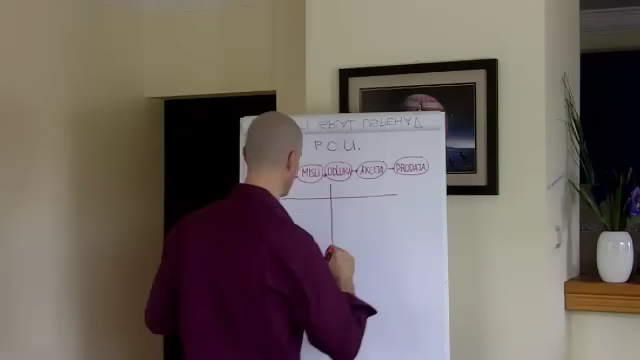 P.O.U.
MISLI ODLUKA AKCIJA → PRODAJA